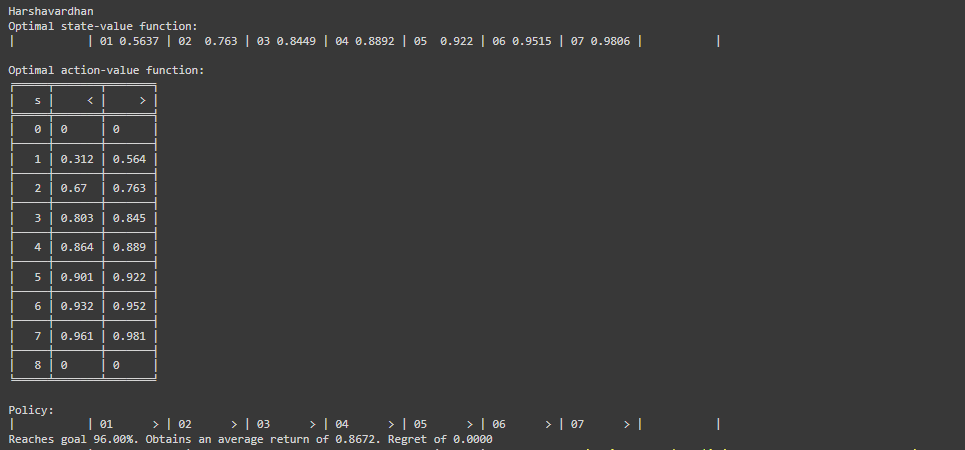 Harshavardhan
Optimal state-value function:
| | 01 0.5637 | 02 0.763 | 03 0.8449 | 04 0.8892 | 05 0.922 | 06 0.9515 | 07 0.9806 | |
Optimal action-value function:
| s | < | > |
| 0 | 0 | 0 |
| 1 | 0.312 | 0.564 |
| 2 | 0.67 | 0.763 |
| 3 | 0.803 | 0.845 |
| 4 | 0.864 | 0.889 |
| 5 | 0.901 | 0.922 |
| 6 | 0.932 | 0.952 |
| 7 | 0.961 | 0.981 |
| 8 | 0 | 0 |
Policy:
| | 01 > | 02 > | 03 > | 04 > | 05 > | 06 > | 07 > | |
Reaches goal 96.00%. Obtains an average return of 0.8672. Regret of 0.0000